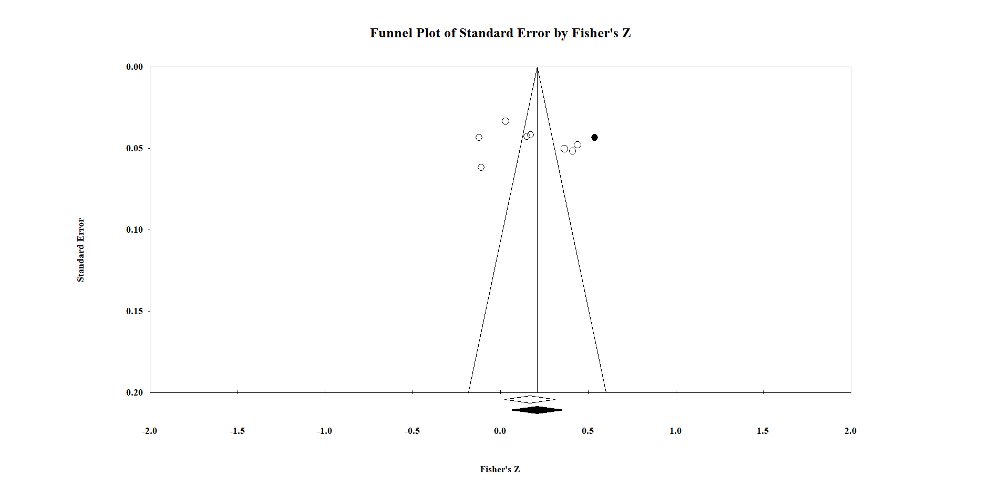 Funnel Plot of Standard Error by Fisher's Z
0.00
0.05
0.10
0.15
0.20
Standard Error
-2.0 -1.5 -1.0 -0.5 0.0 0.5 1.0 1.5 2.0
Fisher's Z